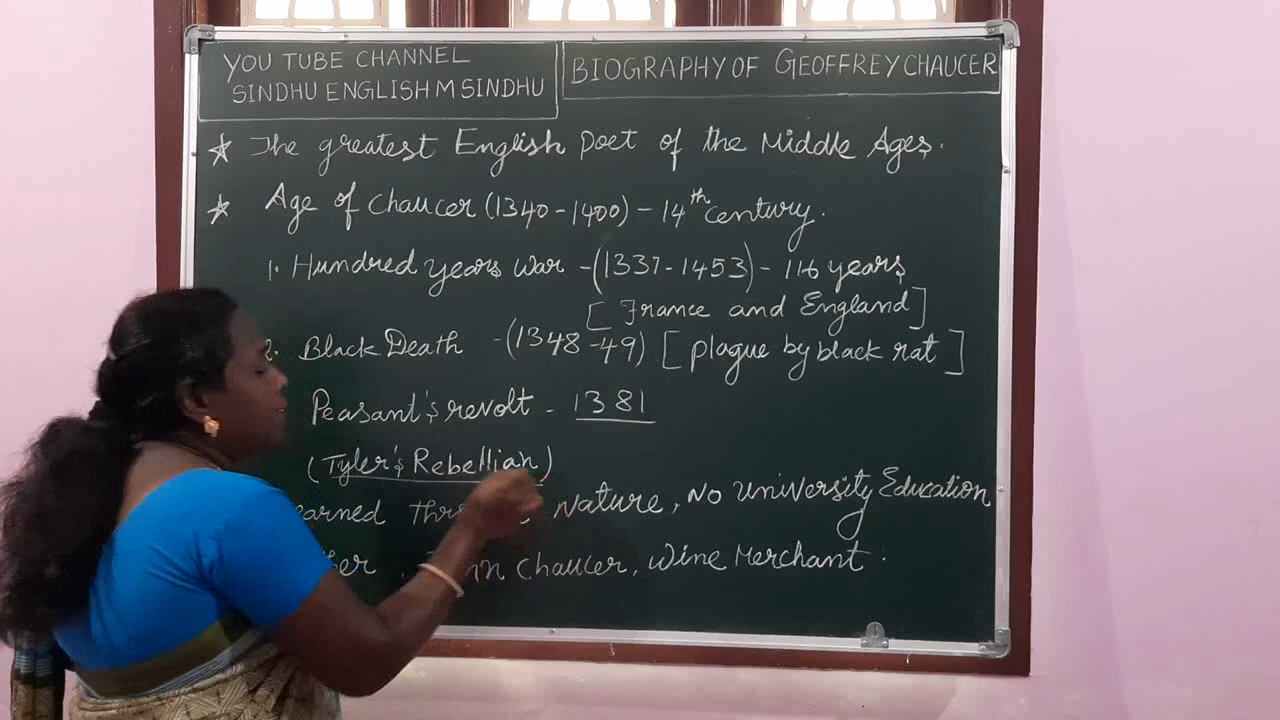 YOU TUBE CHANNEL
SINDHU ENGLISH M SINDHU
BIOGRAPHY OF GEOFFREY CHAUCER
☆ The greatest English Poet of the Middle Ages.
☆ Age of Chaucer (1340 - 1400) - 14th century.
1. Hundred years war - (1337 - 1453) - 116 years
[ France and England ]
2. Black Death - (1348 - 49) [ plague by black rat ]
Peasant's revolt - 1381
(Tyler's Rebellian)
Nature, No University Education
Chaucer, Wine Merchant.